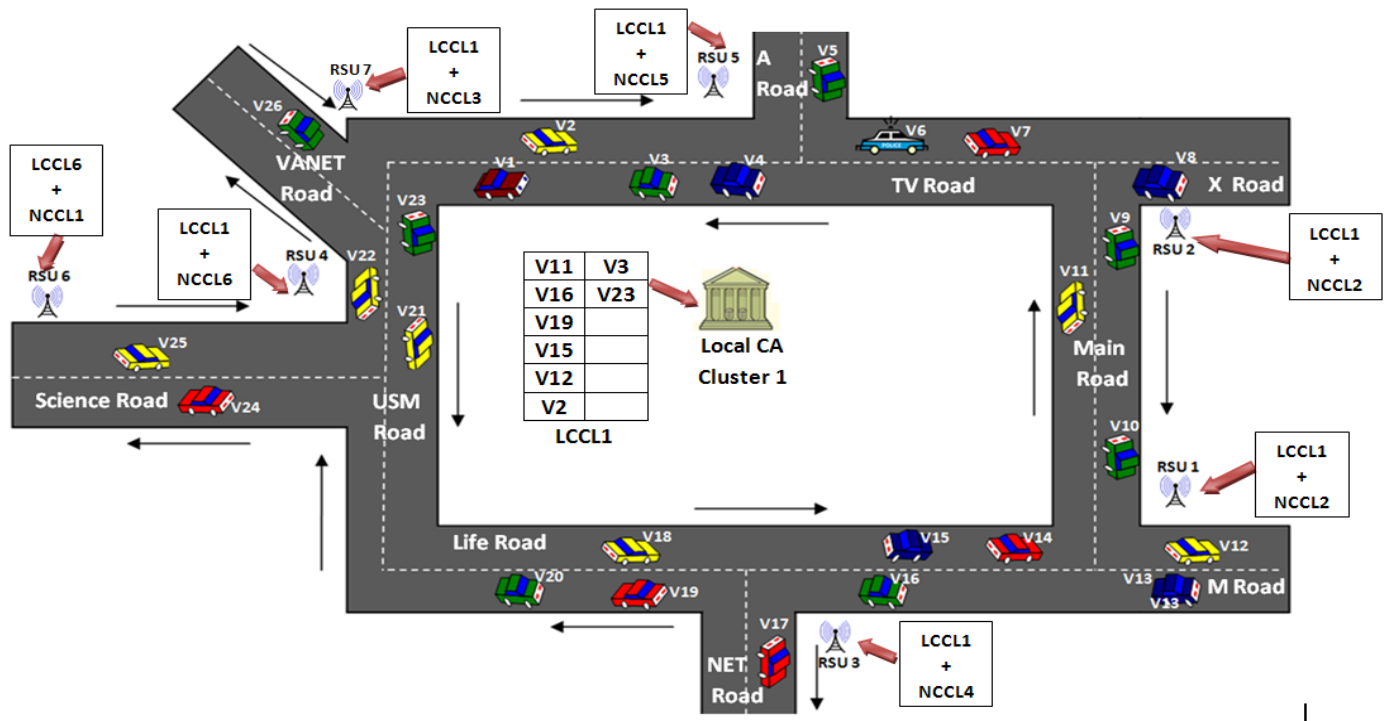 LCCL1
+
NCCL3
RSU 7
LCCL1
+
NCCL5
RSU 5
A
Road
V5
V26
VANET
Road
V2
V6
POLICE
V7
V1
V3
V4
TV Road
V8
X Road
LCCL6
+
NCCL1
RSU 6
LCCL1
+
NCCL6
RSU 4
V23
V22
V21
V9
RSU 2
LCCL1
+
NCCL2
V11 V3
V16 V23
V19
V15
V12
V2
LCCL1
Local CA
Cluster 1
V11
Main
Road
V25
Science Road
V24
USM
Road
V10
RSU 1
LCCL1
+
NCCL2
Life Road
V18
V15
V14
V12
V20
V19
V16
V13
V13
M Road
V17
NET
Road
RSU 3
LCCL1
+
NCCL4